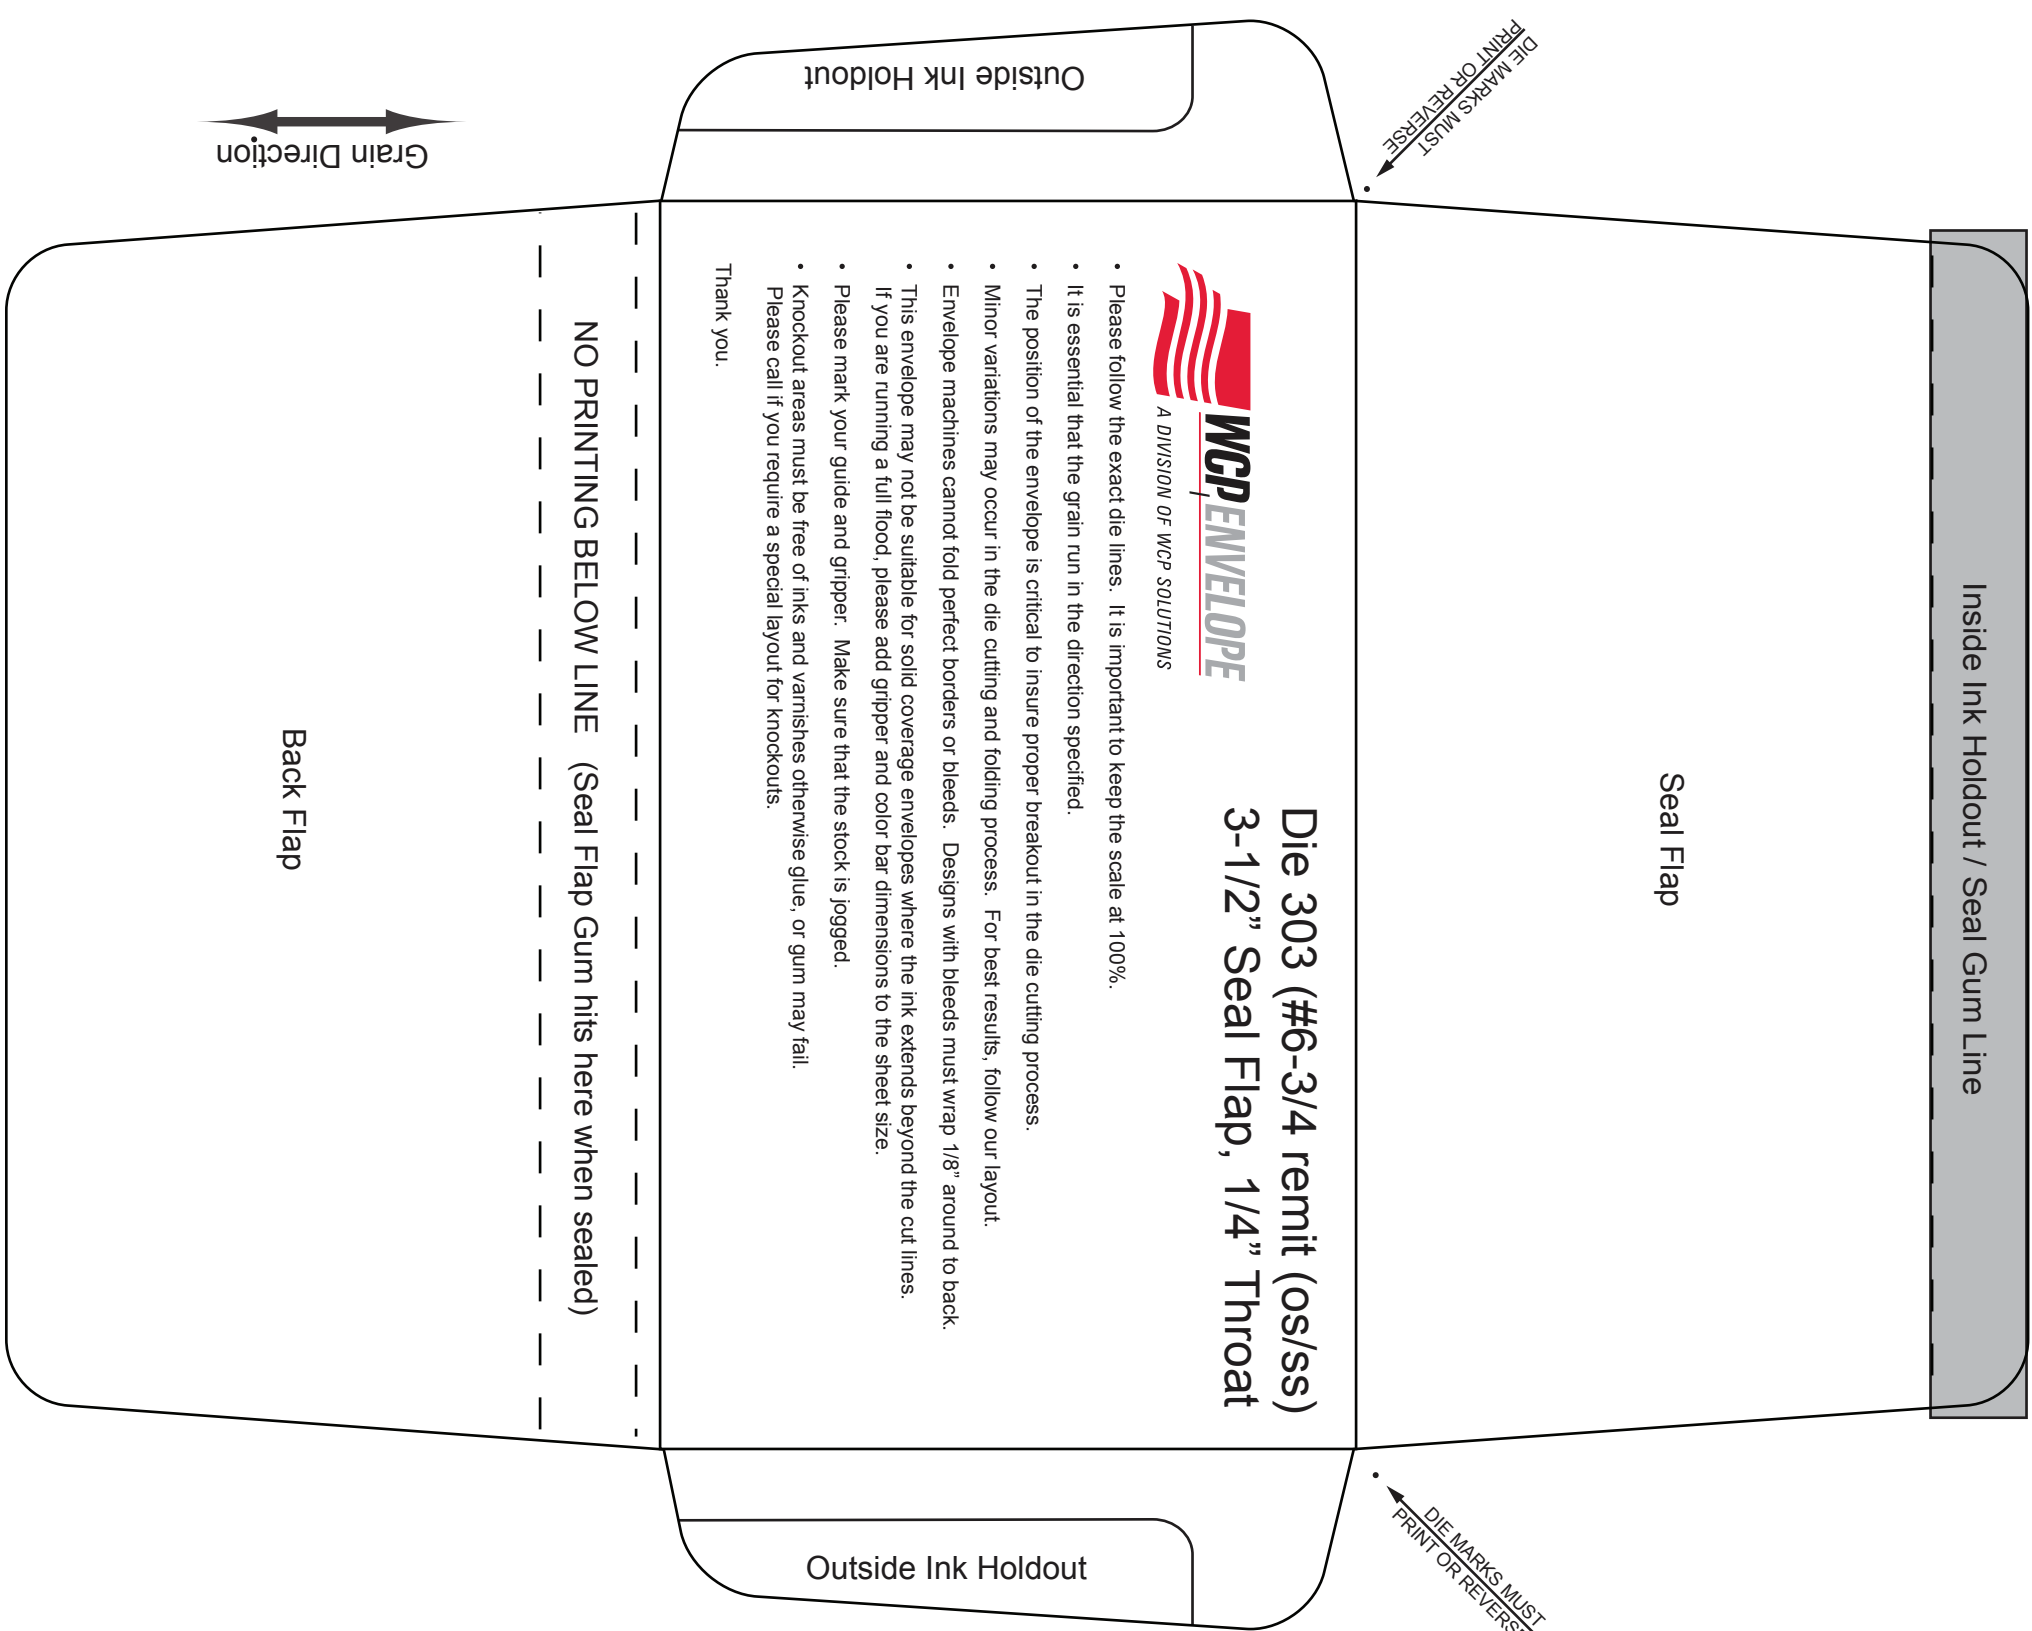 Inside Ink Holdout / Seal Gum Line
Seal Flap
DIE MARKS MUST
PRINT OR REVERSE
DIE MARKS MUST
PRINT OR REVERSE
Die 303 (#6-3/4 remit (os/ss)
3-1/2” Seal Flap, 1/4” Throat
WCPENVELOPE
A DIVISION OF WCP SOLUTIONS
• Please follow the exact die lines. It is important to keep the scale at 100%.
• It is essential that the grain run in the direction specified.
• The position of the envelope is critical to insure proper breakout in the die cutting process.
• Minor variations may occur in the die cutting and folding process. For best results, follow our layout.
• Envelope machines cannot fold perfect borders or bleeds. Designs with bleeds must wrap 1/8” around to back.
• This envelope may not be suitable for solid coverage envelopes where the ink extends beyond the cut lines.
If you are running a full flood, please add gripper and color bar dimensions to the sheet size.
• Please mark your guide and gripper. Make sure that the stock is jogged.
• Knockout areas must be free of inks and varnishes otherwise glue, or gum may fail.
Please call if you require a special layout for knockouts.
Thank you.
Outside Ink Holdout
Outside Ink Holdout
NO PRINTING BELOW LINE (Seal Flap Gum hits here when sealed)
Back Flap
Grain Direction